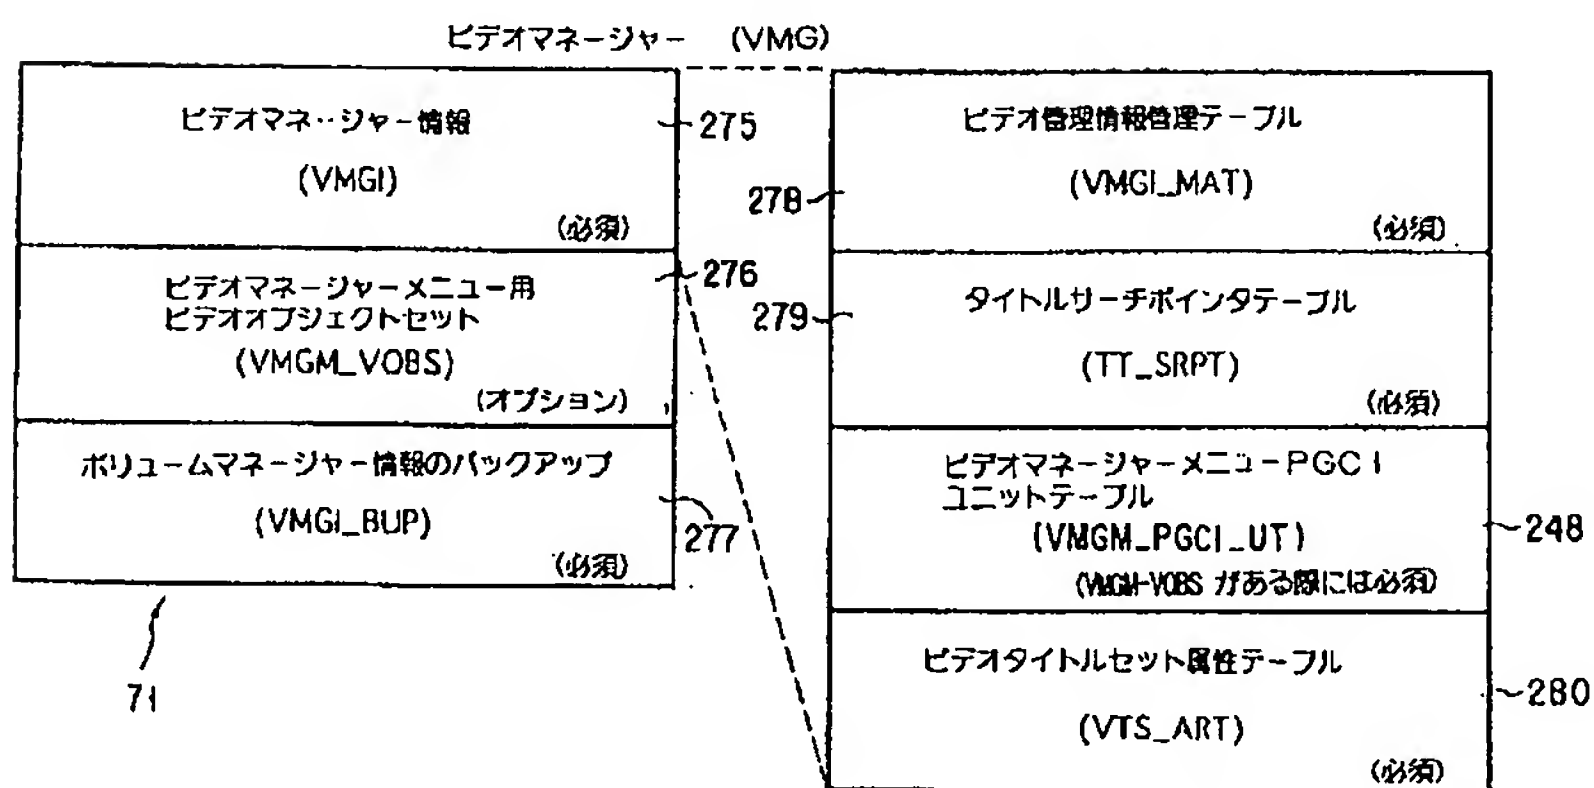 ビデオマネージャー (VMG)
ビデオマネージャー情報
(VMGI)
(必須)
275
ビデオマネージャーメニュー用
ビデオオブジェクトセット
(VMGM_VOBS)
(オプション)
276
ボリュームマネージャー情報のバックアップ
(VMGI_BUP)
(必須)
277
71
ビデオ管理情報管理テーブル
(VMGI_MAT)
(必須)
278
タイトルサーチポインタテーブル
(TT_SRPT)
(必須)
279
ビデオマネージャーメニューPGCI
ユニットテーブル
(VMGM_PGCI_UT)
(VMGM-VOBS がある際には必須)
248
ビデオタイトルセット属性テーブル
(VTS_ART)
(必須)
280